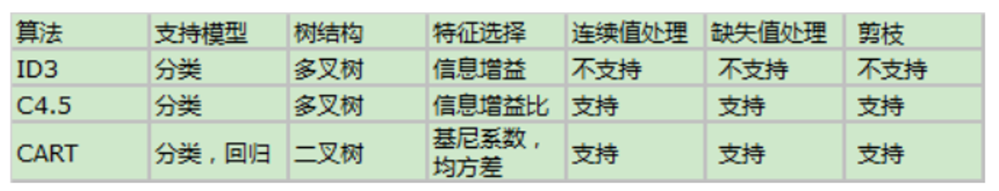 算法 支持模型 树结构 特征选择 连续值处理 缺失值处理 剪枝
ID3 分类 多叉树 信息增益 不支持 不支持 不支持
C4.5 分类 多叉树 信息增益比 支持 支持 支持
CART 分类，回归 二叉树 基尼系数， 支持 支持 支持
均方差